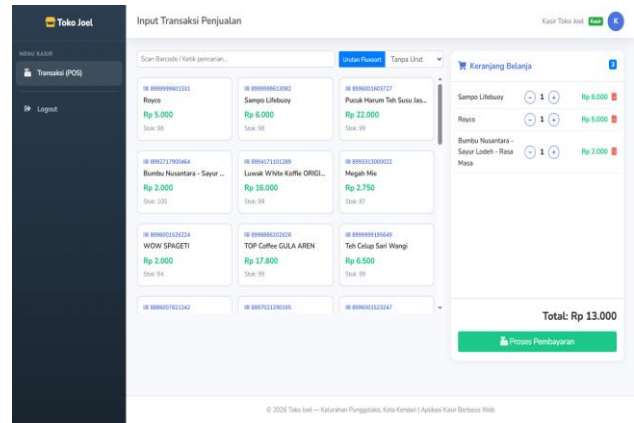 Toko Joel
MENU KASIR
Transaksi (POS)
Logout
Input Transaksi Penjualan
Kasir Toko Joel
Kasir
K
Scan Barcode / Ketik pencarian...
Urutan Flowsort
Tanpa Urut
8999999601331
Royco
Rp 5.000
Stok: 98
8999999613082
Sampo Lifebuoy
Rp 6.000
Stok: 98
8996001603727
Pucuk Harum Teh Susu Jas...
Rp 22.000
Stok: 99
8992717900464
Bumbu Nusantara - Sayur ...
Rp 2.000
Stok: 100
8994171101289
Luwak White Koffie ORIGI...
Rp 16.000
Stok: 99
8993313000022
Megah Mie
Rp 2.750
Stok: 87
8996001526224
WOW SPAGETI
Rp 2.000
Stok: 94
8998866202626
TOP Coffee GULA AREN
Rp 17.800
Stok: 99
8999999195649
Teh Celup Sari Wangi
Rp 6.500
Stok: 99
8886007821242
8997021290195
8996001523247
Keranjang Belanja
3
Sampo Lifebuoy - 1 + Rp 6.000
Royco - 1 + Rp 5.000
Bumbu Nusantara -
Sayur Lodeh - Rasa - 1 + Rp 2.000
Masa
Total: Rp 13.000
Proses Pembayaran
© 2026 Toko Joel — Kelurahan Punggolaka, Kota Kendari | Aplikasi Kasir Berbasis Web